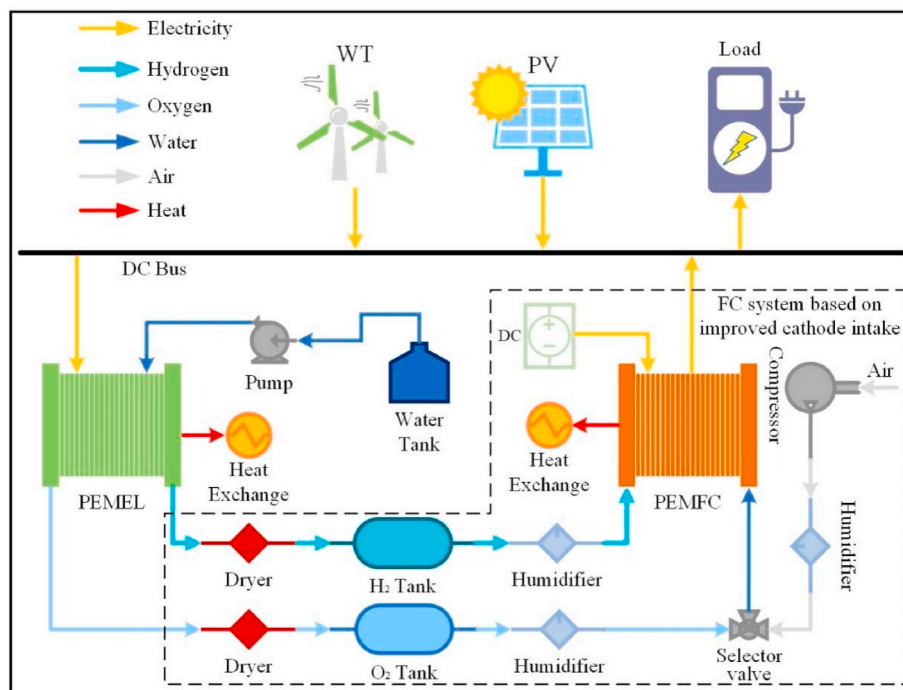 Electricity
Hydrogen
Oxygen
Water
Air
Heat
WT
PV
Load
DC Bus
FC system based on
improved cathode intake
DC
Pump
Water
Tank
Compressor
Air
Heat
Exchange
Heat
Exchange
PEMEL
PEMFC
Humidifier
Dryer
H₂ Tank
Humidifier
Dryer
O₂ Tank
Humidifier
Selector
valve